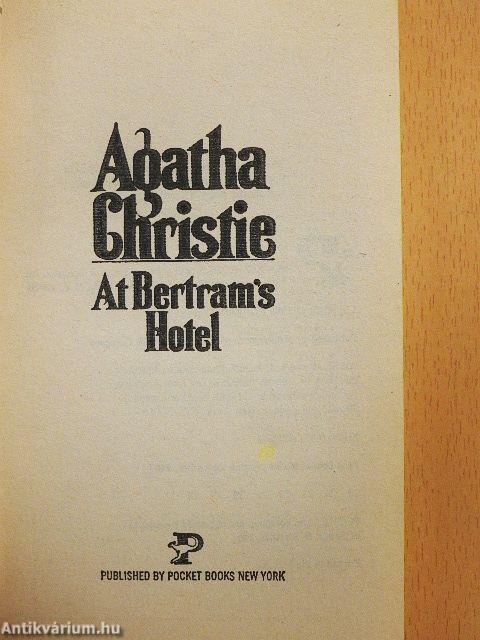 Agatha
Christie
At Bertram's
Hotel
P
PUBLISHED BY POCKET BOOKS NEW YORK
Antikvárium.hu